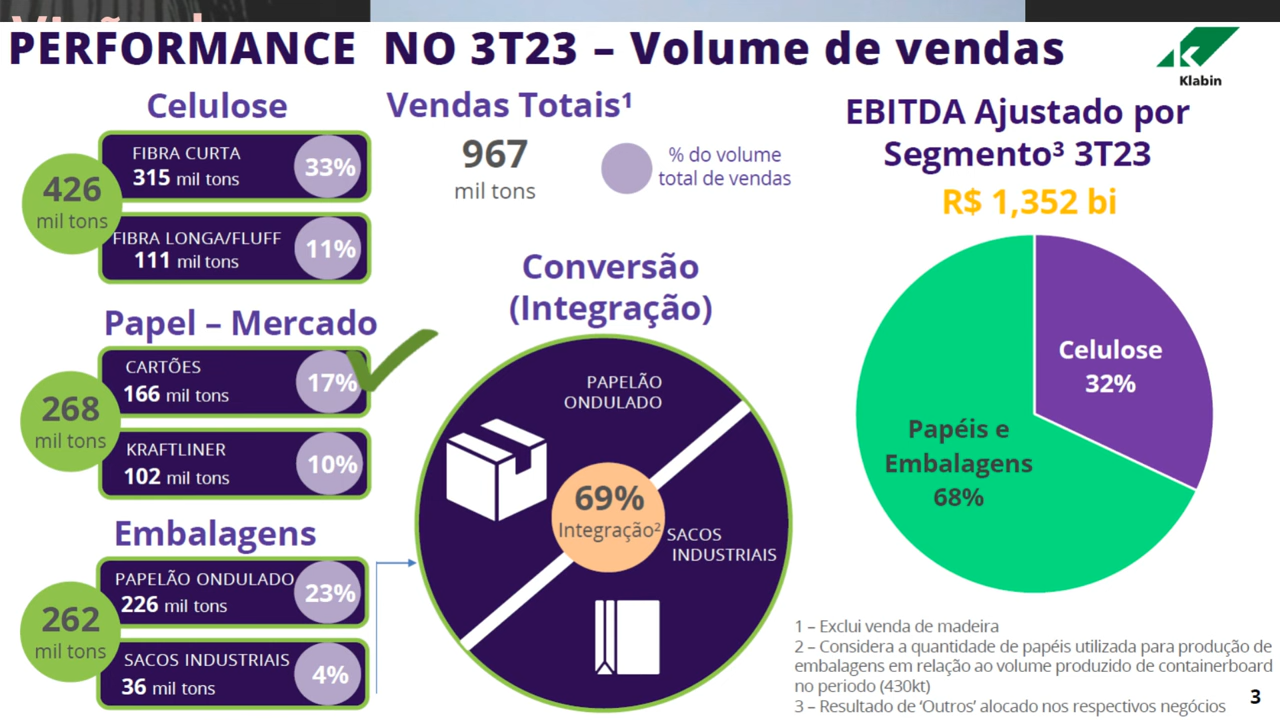 PERFORMANCE NO 3T23 – Volume de vendas
Klabin
Celulose
426
mil tons
FIBRA CURTA
315 mil tons
33%
FIBRA LONGA/FLUFF
111 mil tons
11%
Papel – Mercado
268
mil tons
CARTÕES
166 mil tons
17%
KRAFTLINER
102 mil tons
10%
Embalagens
262
mil tons
PAPELÃO ONDULADO
226 mil tons
23%
SACOS INDUSTRIAIS
36 mil tons
4%
Vendas Totais¹
967
mil tons
% do volume
total de vendas
Conversão
(Integração)
PAPELÃO
ONDULADO
69%
Integração²
SACOS
INDUSTRIAIS
EBITDA Ajustado por
Segmento³ 3T23
R$ 1,352 bi
Celulose
32%
Papéis e
Embalagens
68%
1 – Exclui venda de madeira
2 – Considera a quantidade de papéis utilizada para produção de
embalagens em relação ao volume produzido de containerboard
no periodo (430kt)
3 – Resultado de ‘Outros’ alocado nos respectivos negócios
3